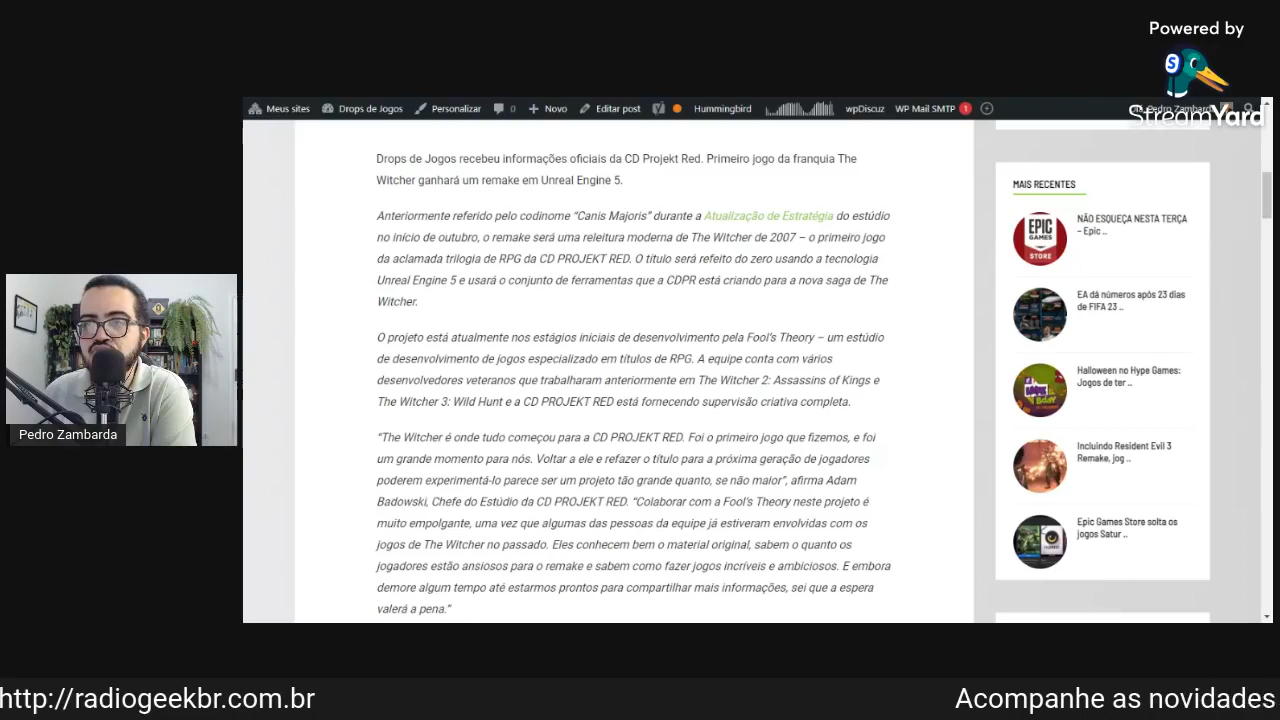 Powered by
StreamYard
Meus sites
Drops de Jogos
Personalizar
0
Novo
Editar post
Hummingbird
wpDiscuz
WP Mail SMTP
1
Pedro Zambarda
Drops de Jogos recebeu informações oficiais da CD Projekt Red. Primeiro jogo da franquia The
Witcher ganhará um remake em Unreal Engine 5.
Anteriormente referido pelo codinome “Canis Majoris” durante a Atualização de Estratégia do estúdio
no início de outubro, o remake será uma releitura moderna de The Witcher de 2007 – o primeiro jogo
da aclamada trilogia de RPG da CD PROJEKT RED. O título será refeito do zero usando a tecnologia
Unreal Engine 5 e usará o conjunto de ferramentas que a CDPR está criando para a nova saga de The
Witcher.
O projeto está atualmente nos estágios iniciais de desenvolvimento pela Fool’s Theory – um estúdio
de desenvolvimento de jogos especializado em títulos de RPG. A equipe conta com vários
desenvolvedores veteranos que trabalharam anteriormente em The Witcher 2: Assassins of Kings e
The Witcher 3: Wild Hunt e a CD PROJEKT RED está fornecendo supervisão criativa completa.
“The Witcher é onde tudo começou para a CD PROJEKT RED. Foi o primeiro jogo que fizemos, e foi
um grande momento para nós. Voltar a ele e refazer o título para a próxima geração de jogadores
poderem experimentá-lo parece ser um projeto tão grande quanto, se não maior”, afirma Adam
Badowski, Chefe do Estúdio da CD PROJEKT RED. “Colaborar com a Fool’s Theory neste projeto é
muito empolgante, uma vez que algumas das pessoas da equipe já estiveram envolvidas com os
jogos de The Witcher no passado. Eles conhecem bem o material original, sabem o quanto os
jogadores estão ansiosos para o remake e sabem como fazer jogos incríveis e ambiciosos. E embora
demore algum tempo até estarmos prontos para compartilhar mais informações, sei que a espera
valerá a pena.”
MAIS RECENTES
EPIC
GAMES
STORE
NÃO ESQUEÇA NESTA TERÇA
– Epic ..
EA dá números após 23 dias
de FIFA 23 ..
Halloween no Hype Games:
Jogos de ter ..
Incluindo Resident Evil 3
Remake, jog ..
Epic Games Store solta os
jogos Satur ..
Pedro Zambarda
http://radiogeekbr.com.br
Acompanhe as novidades